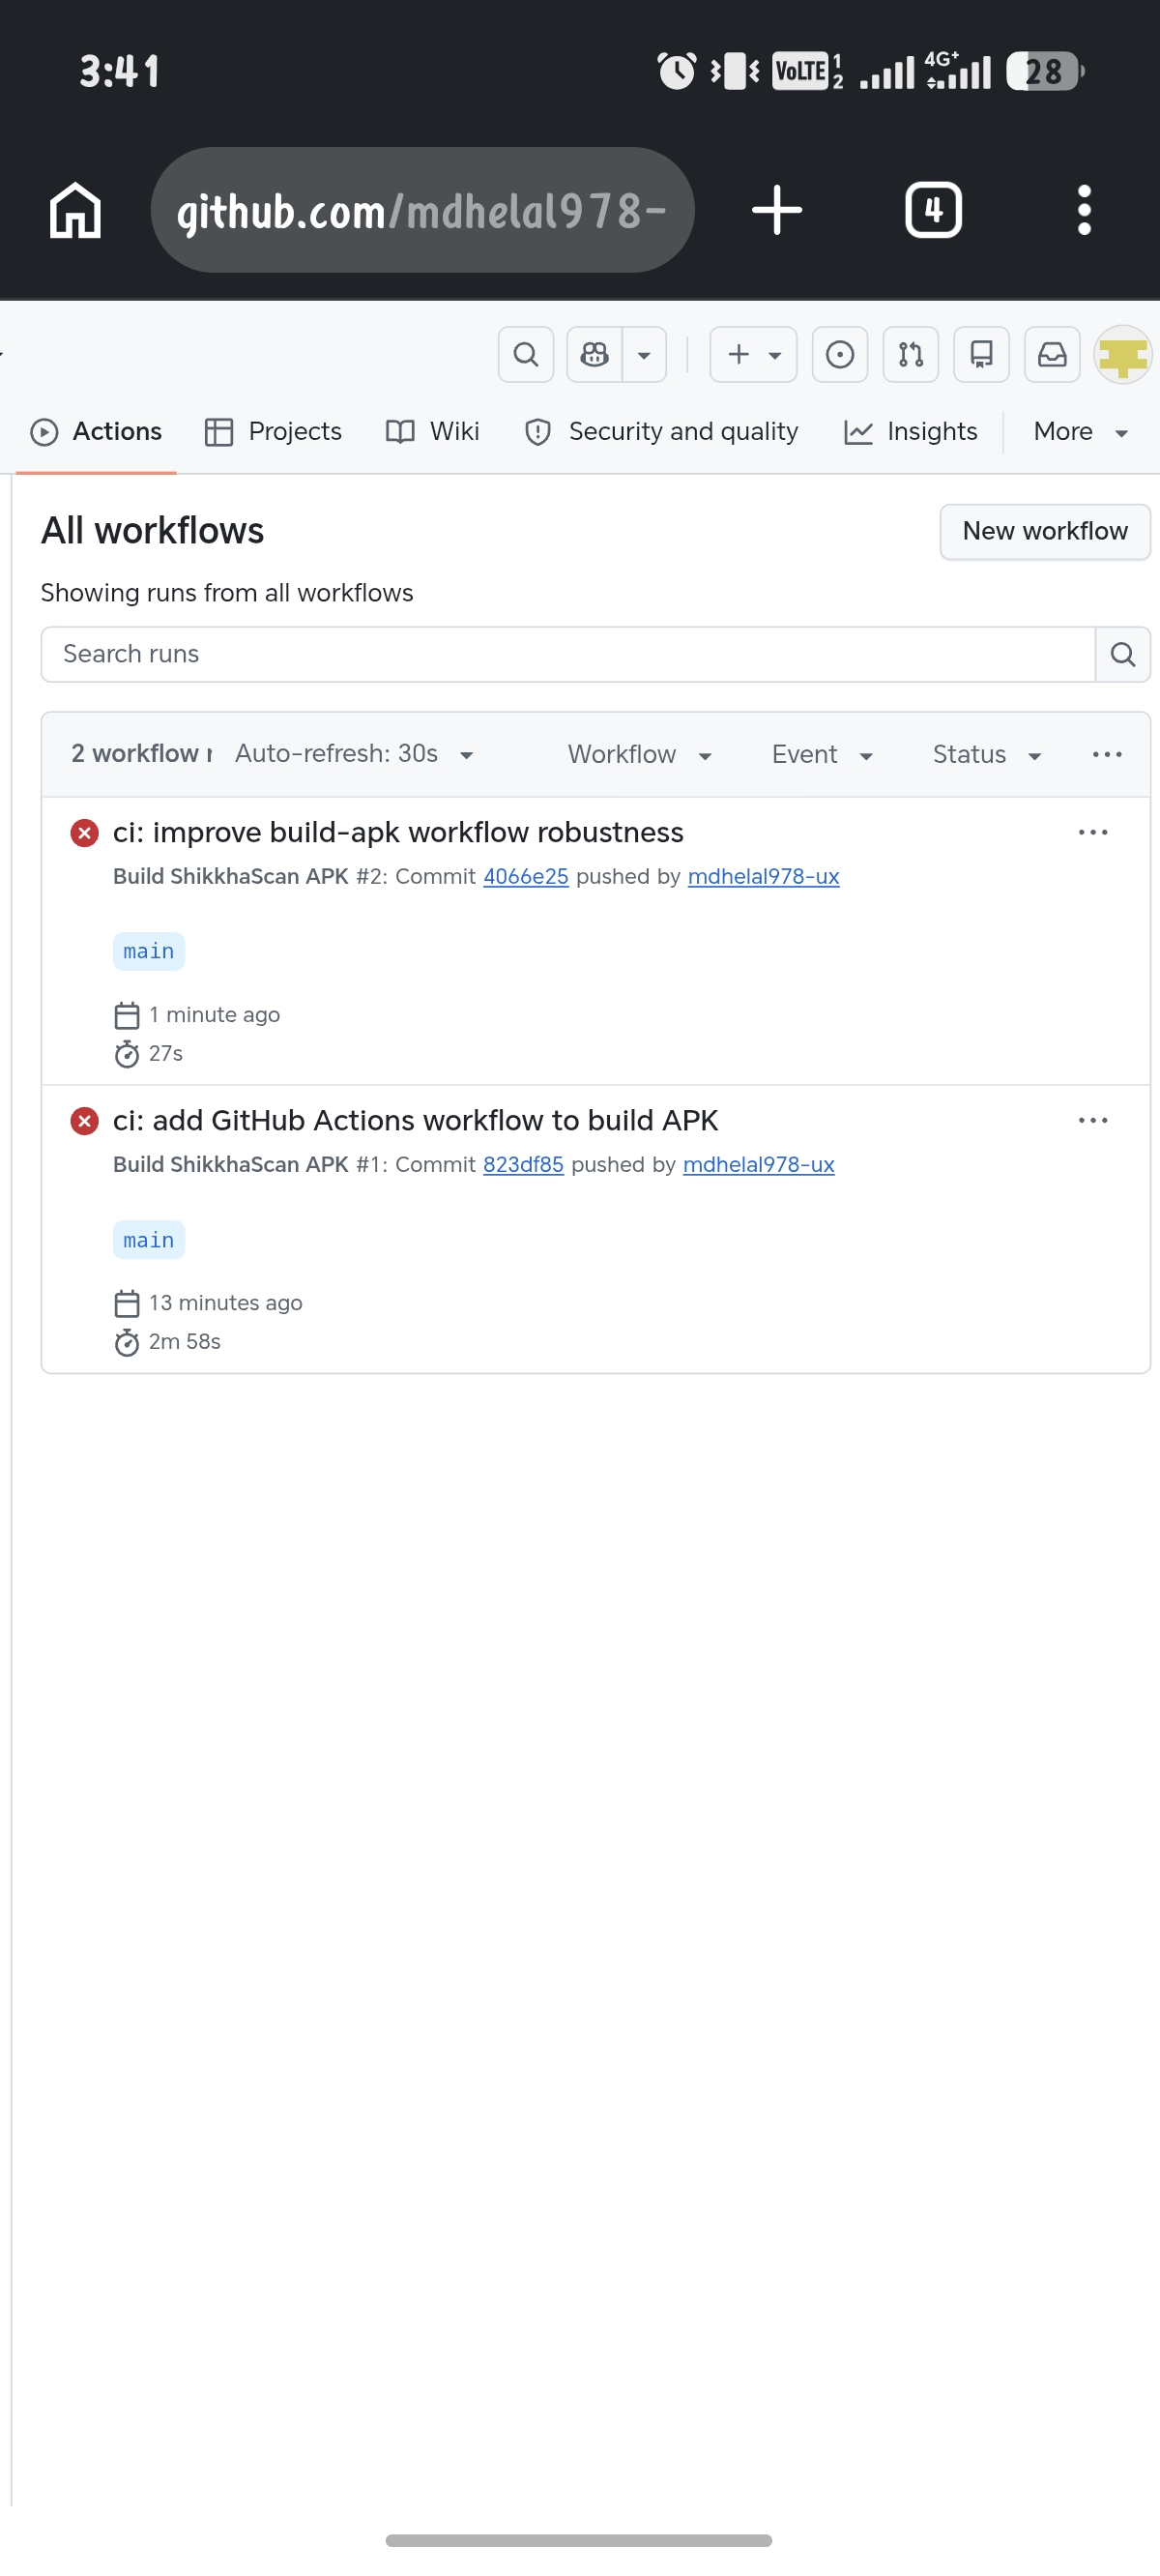 3:41
VoLTE 1 2 4G+ 28
github.com/mdhelal978-
4
Actions Projects Wiki Security and quality Insights More
All workflows
New workflow
Showing runs from all workflows
Search runs
2 workflow Auto-refresh: 30s Workflow Event Status
ci: improve build-apk workflow robustness
Build ShikkhaScan APK #2: Commit 4066e25 pushed by mdhelal978-ux
main
1 minute ago
27s
ci: add GitHub Actions workflow to build APK
Build ShikkhaScan APK #1: Commit 823df85 pushed by mdhelal978-ux
main
13 minutes ago
2m 58s